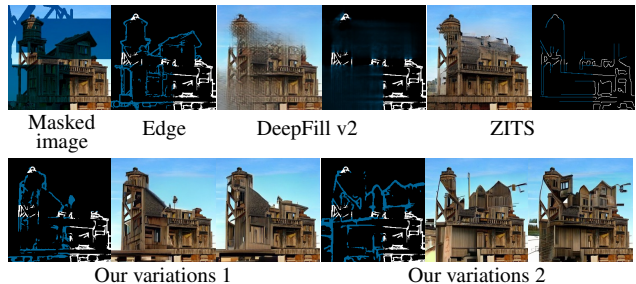 Masked
image
Edge
DeepFill v2
ZITS
Our variations 1
Our variations 2